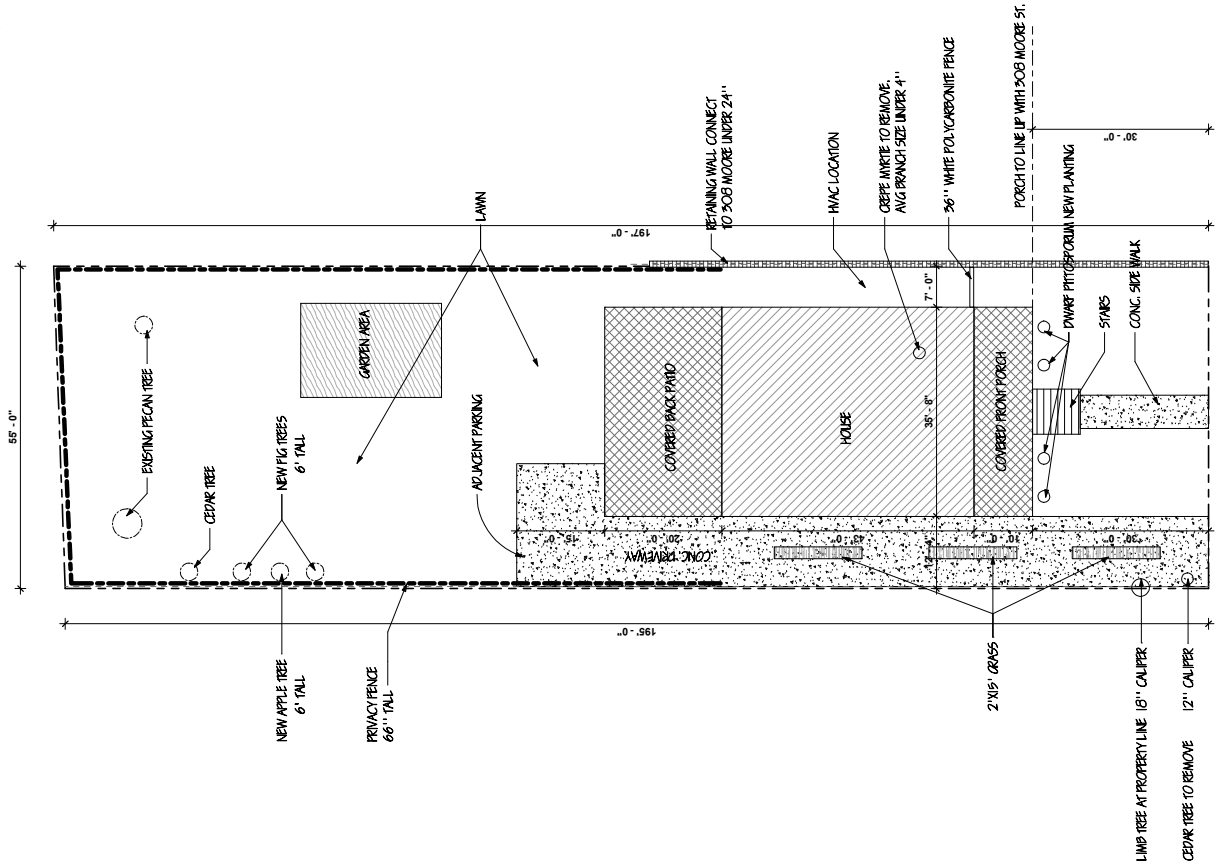 55' - 0"
EXISTING PECAN TREE
CEDAR TREE
NEW FIG TREES
6' TALL
NEW APPLE TREE
6' TALL
PRIVACY FENCE
66" TALL
GARDEN AREA
LAWN
197' - 0"
195' - 0"
ADJACENT PARKING
CONC. DRIVEWAY
COVERED BACK PATIO
HOUSE
COVERED FRONT PORCH
15' - 0"
20' - 0"
43' - 0"
10' - 0"
30' - 0"
35' - 8"
7' - 0"
RETAINING WALL CONNECT
TO 308 MOORE UNDER 24"
HVAC LOCATION
CREPE MYRTIE TO REMOVE,
AVG BRANCH SIZE UNDER 4"
36" WHITE POLYCARBONITE FENCE
PORCH TO LINE UP WITH 308 MOORE ST.
30' - 0"
DWARF PITTOSPORUM NEW PLANTING
STAIRS
CONC. SIDE WALK
2'X15' GRASS
LIMB TREE AT PROPERTY LINE 18" CALIPER
CEDAR TREE TO REMOVE 12" CALIPER